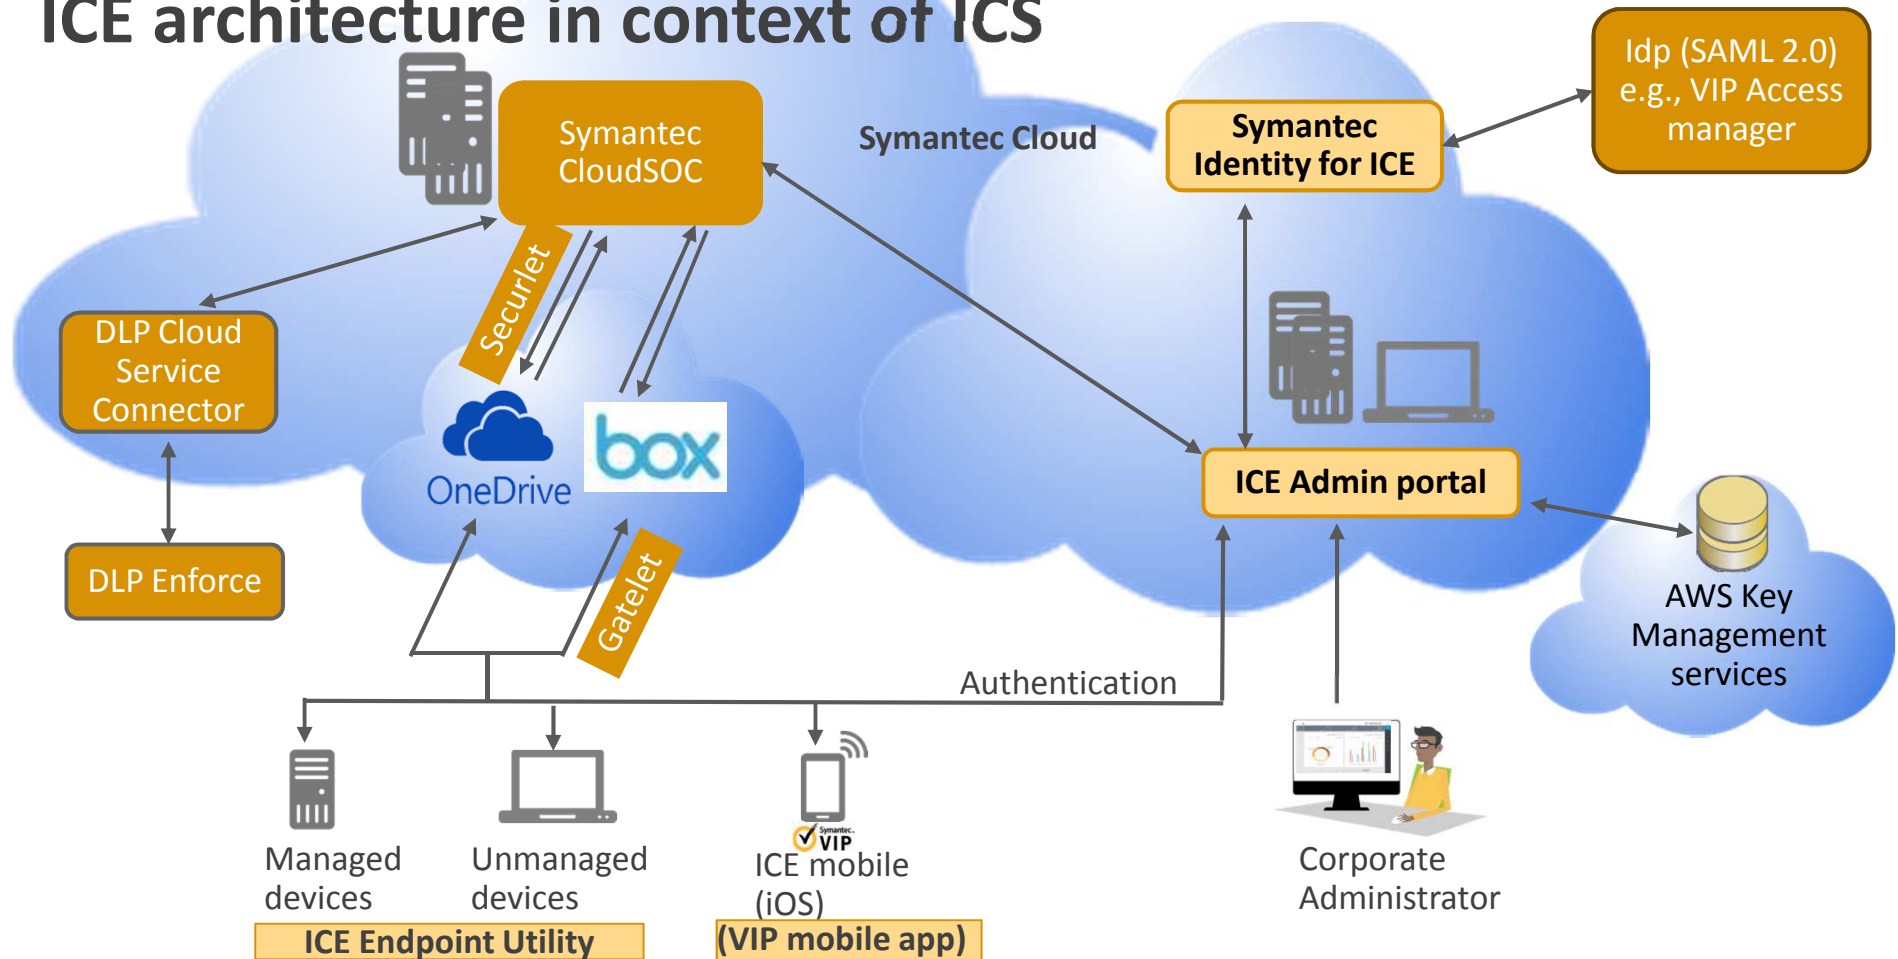 ICE architecture in context of ICS
Idp (SAML 2.0)
e.g., VIP Access
manager
Symantec
CloudSOC
Symantec Cloud
Symantec
Identity for ICE
Securlet
DLP Cloud
Service
Connector
OneDrive
box
ICE Admin portal
DLP Enforce
Gatelet
AWS Key
Management
services
Authentication
Symantec.
VIP
Managed
devices
Unmanaged
devices
ICE mobile
(iOS)
Corporate
Administrator
ICE Endpoint Utility
(VIP mobile app)